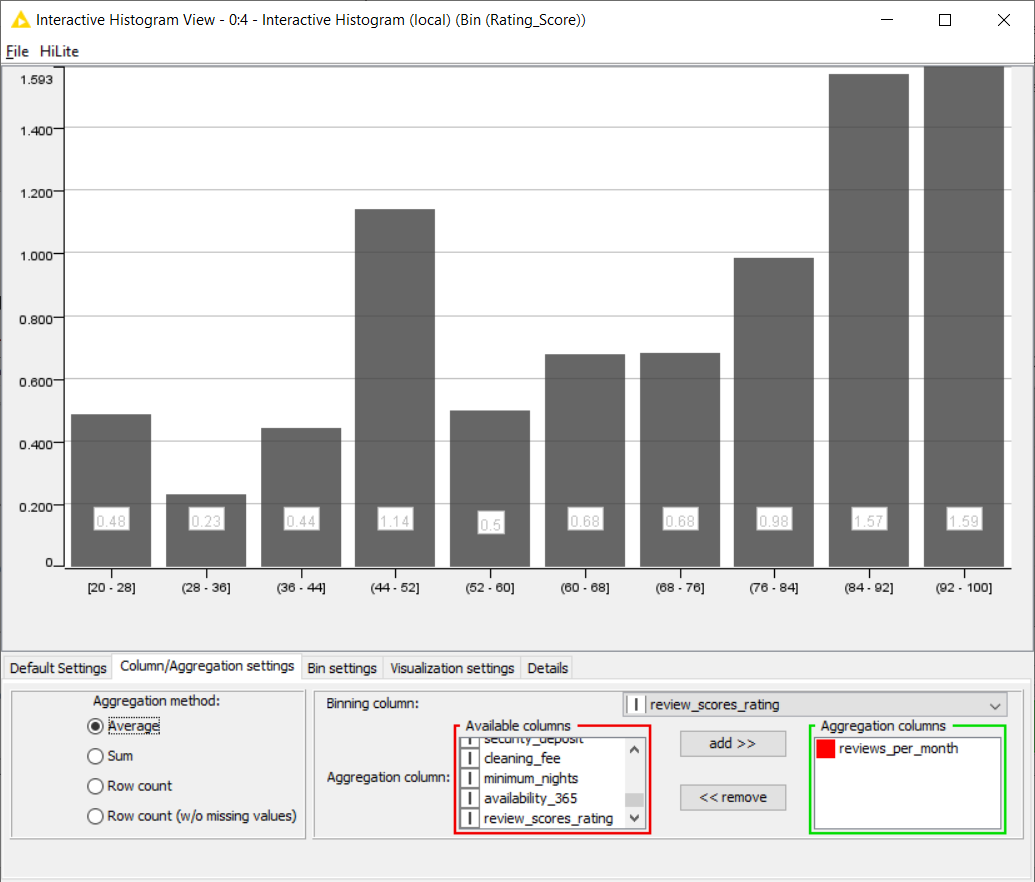 Interactive Histogram View - 0:4 - Interactive Histogram (local) (Bin (Rating_Score))
File HiLite
1.593
1.400
1.200
1.000
0.800
0.600
0.400
0.200
0
0.48 0.23 0.44 1.14 0.5 0.68 0.68 0.98 1.57 1.59
[20 - 28] (28 - 36] (36 - 44] (44 - 52] (52 - 60] (60 - 68] (68 - 76] (76 - 84] (84 - 92] (92 - 100]
Default Settings Column/Aggregation settings Bin settings Visualization settings Details
Aggregation method:
Average
Sum
Row count
Row count (w/o missing values)
Binning column:
review_scores_rating
Aggregation column:
Available columns
security_deposit
cleaning_fee
minimum_nights
availability_365
review_scores_rating
add >>
<< remove
Aggregation columns
reviews_per_month